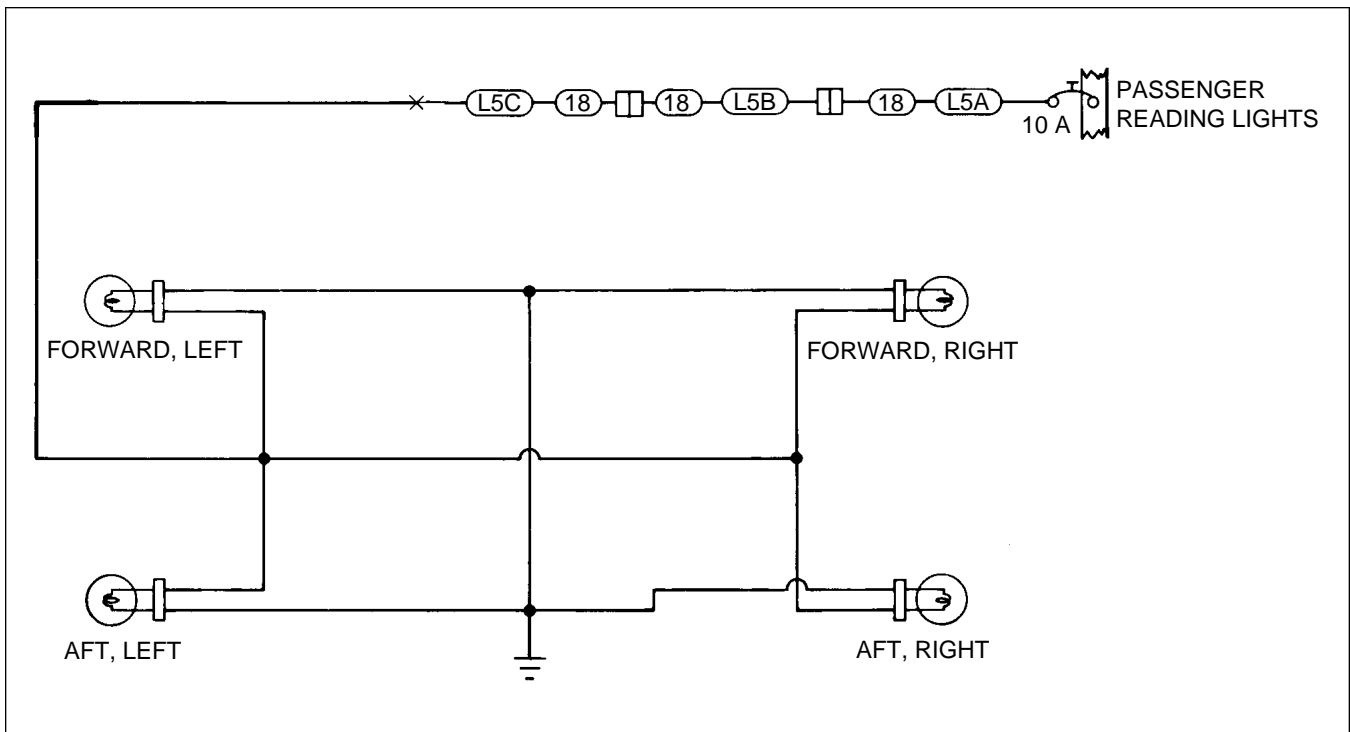 L5C 18 18 L5B 18 L5A 10 A PASSENGER
READING LIGHTS
FORWARD, LEFT
FORWARD, RIGHT
AFT, LEFT
AFT, RIGHT